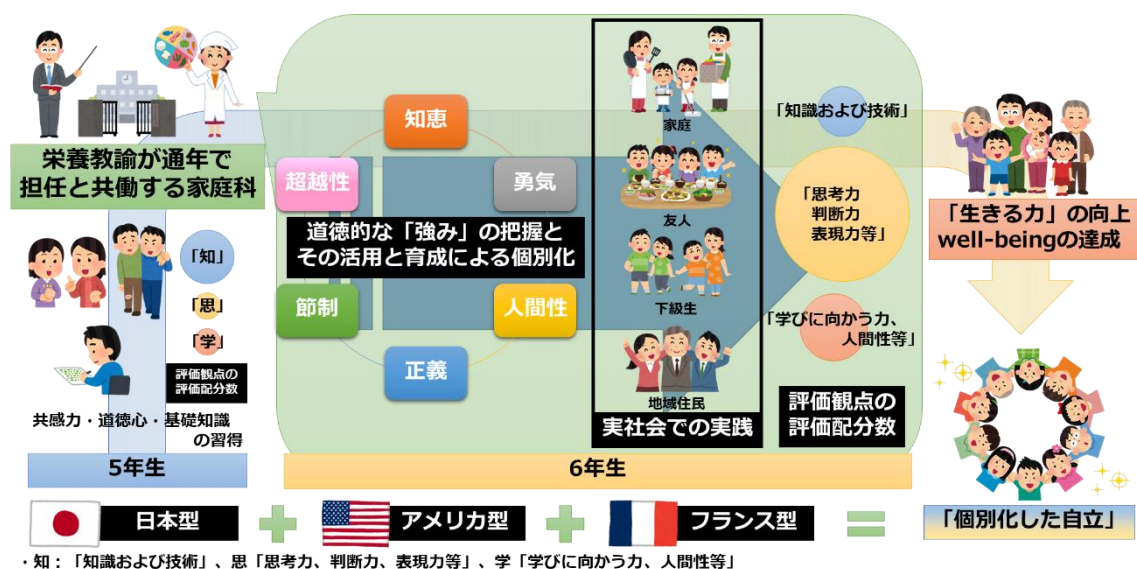 栄養教諭が通年で
担任と共働する家庭科
「知」
「思」
「学」
評価観点の
評価配分数
共感力・道徳心・基礎知識
の習得
5年生
知恵
超越性
勇気
道徳的な「強み」の把握と
その活用と育成による個別化
節制
人間性
正義
家庭
友人
下級生
地域住民
実社会での実践
「知識および技術」
「思考力
判断力
表現力等」
「学びに向かう力、
人間性等」
評価観点の
評価配分数
6年生
「生きる力」の向上
well-beingの達成
「個別化した自立」
日本型
+
アメリカ型
+
フランス型
=
・知：「知識および技術」、思「思考力、判断力、表現力等」、学「学びに向かう力、人間性等」